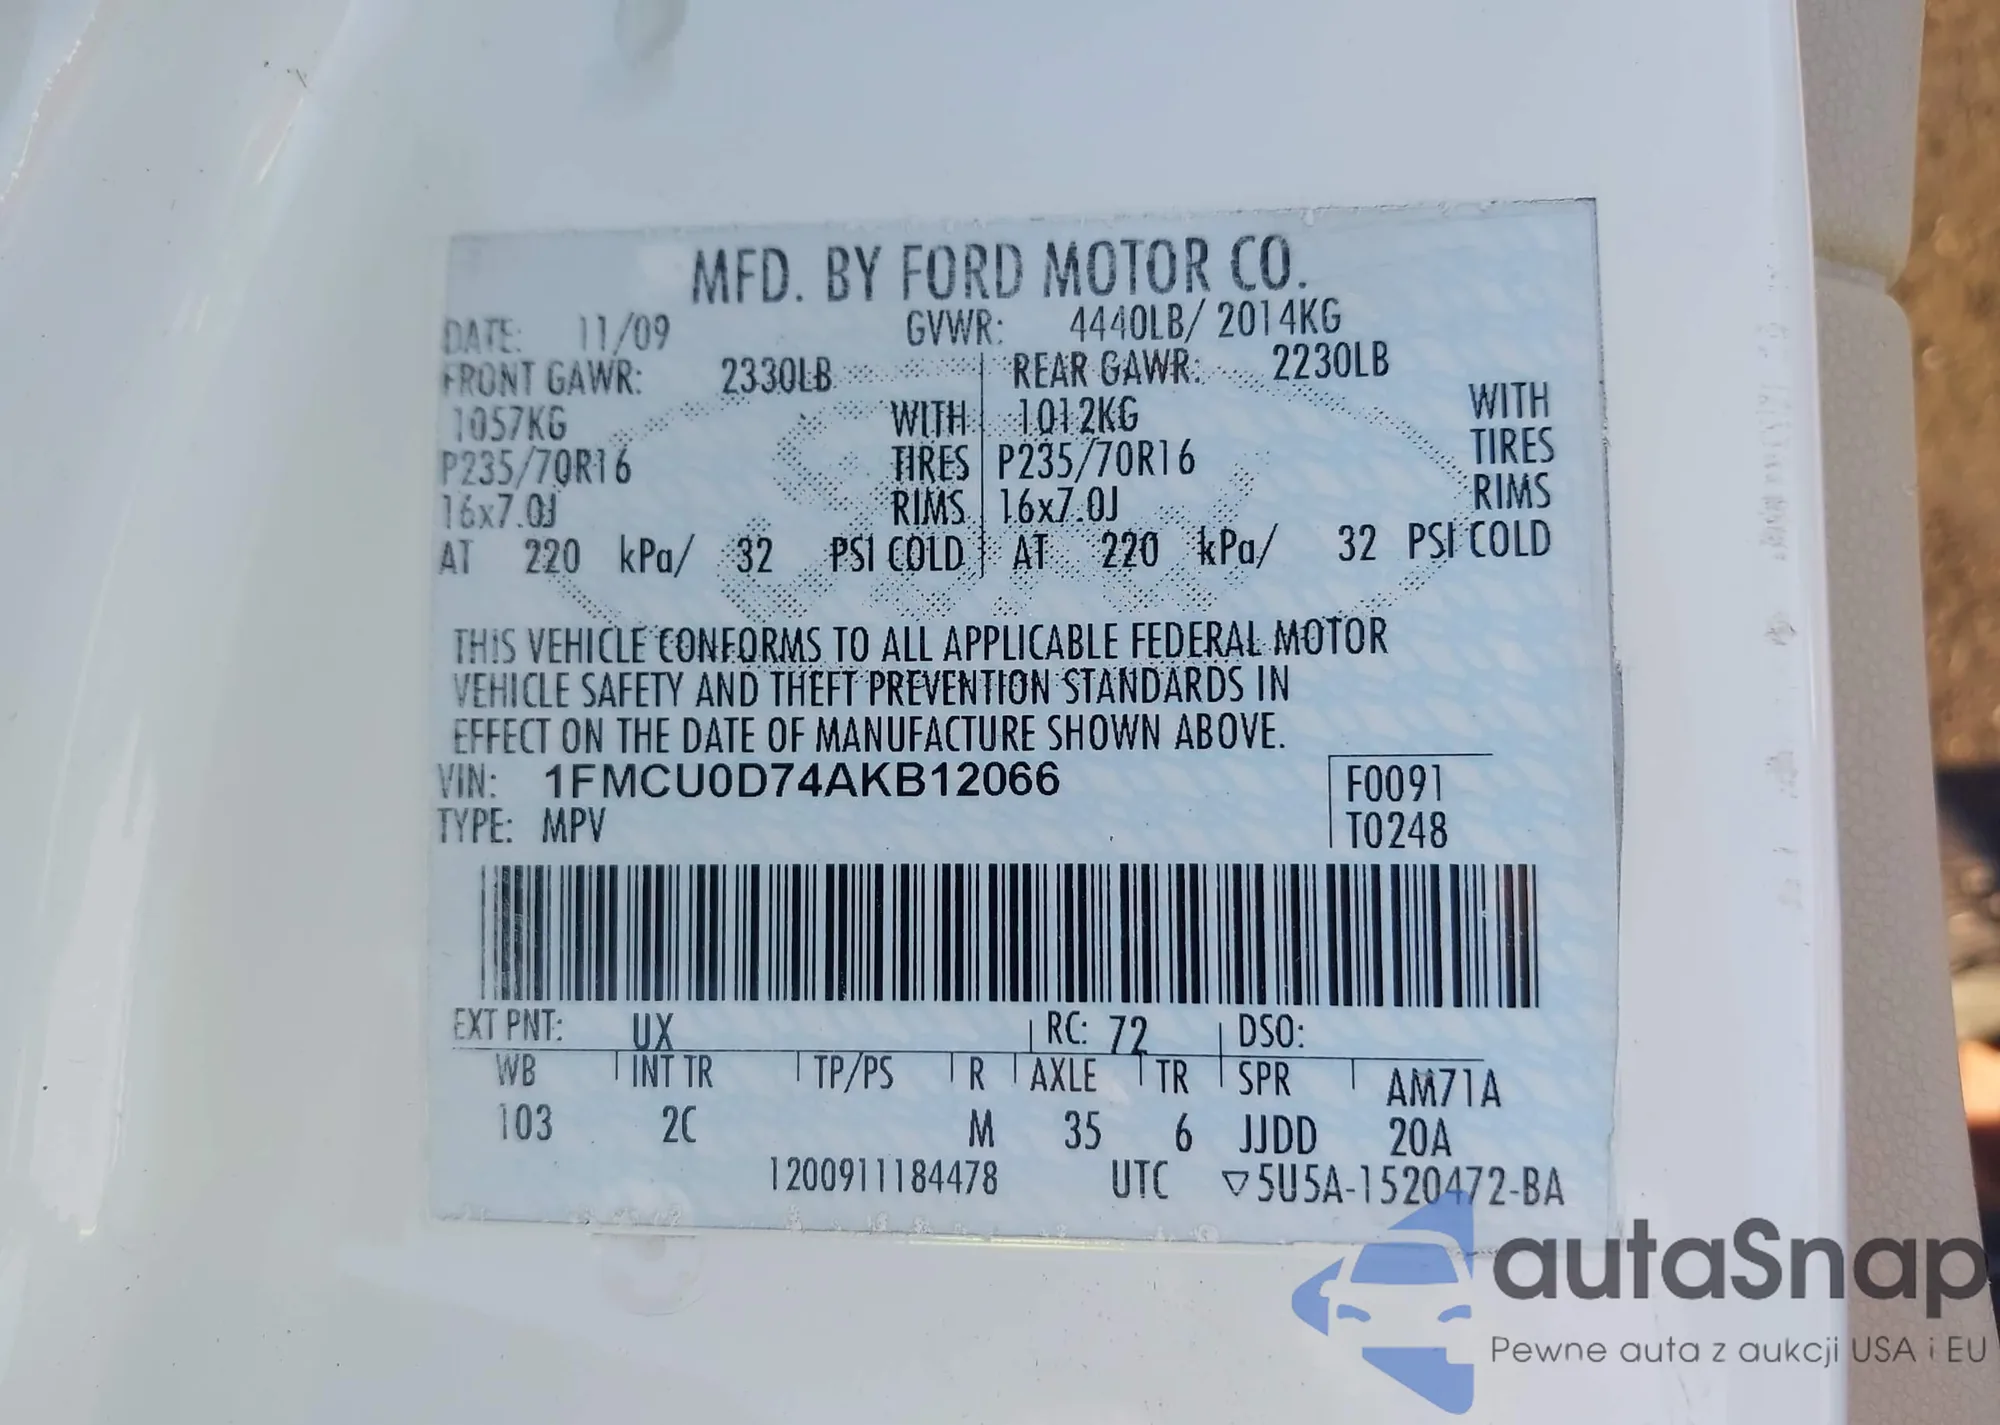 MFD. BY FORD MOTOR CO.
DATE: 11/09 GVWR: 4440LB/ 2014KG
FRONT GAWR: 2330LB REAR GAWR: 2230LB
1057KG WITH 1012KG WITH
P235/70R16 TIRES P235/70R16 TIRES
16x7.0J RIMS 16x7.0J RIMS
AT 220 kPa/ 32 PSI COLD AT 220 kPa/ 32 PSI COLD
THIS VEHICLE CONFORMS TO ALL APPLICABLE FEDERAL MOTOR
VEHICLE SAFETY AND THEFT PREVENTION STANDARDS IN
EFFECT ON THE DATE OF MANUFACTURE SHOWN ABOVE.
VIN: 1FMCU0D74AKB12066 F0091
TYPE: MPV T0248
EXT PNT: UX RC: 72 DSO:
WB INT TR TP/PS R AXLE TR SPR AM71A
103 2C M 35 6 JJDD 20A
1200911184478 UTC ▽5U5A-1520472-BA
autaSnap
Pewne auta z aukcji USA i EU